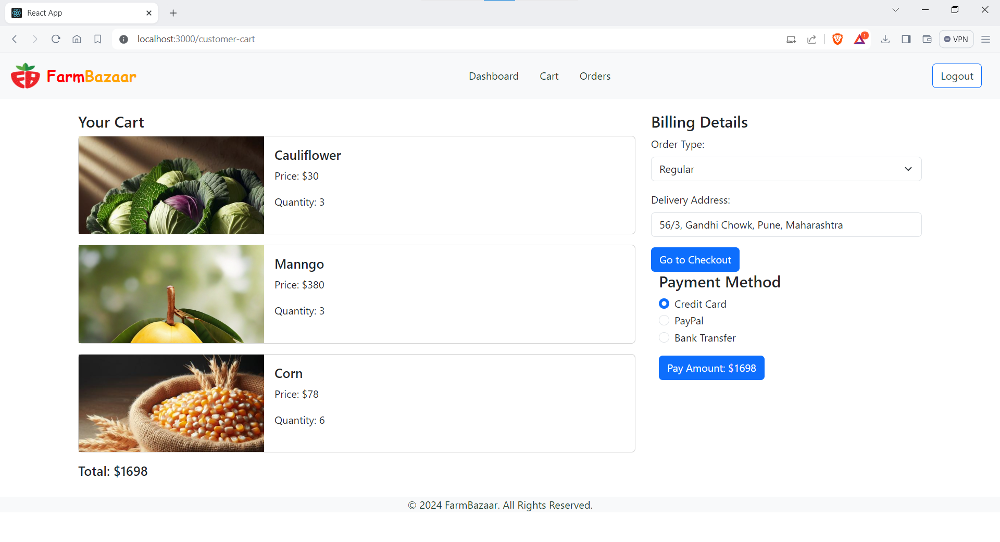 React App
localhost:3000/customer-cart
1
VPN
FarmBazaar
Dashboard
Cart
Orders
Logout
Your Cart
Cauliflower
Price: $30
Quantity: 3
Manngo
Price: $380
Quantity: 3
Corn
Price: $78
Quantity: 6
Total: $1698
Billing Details
Order Type:
Regular
Delivery Address:
56/3, Gandhi Chowk, Pune, Maharashtra
Go to Checkout
Payment Method
Credit Card
PayPal
Bank Transfer
Pay Amount: $1698
© 2024 FarmBazaar. All Rights Reserved.